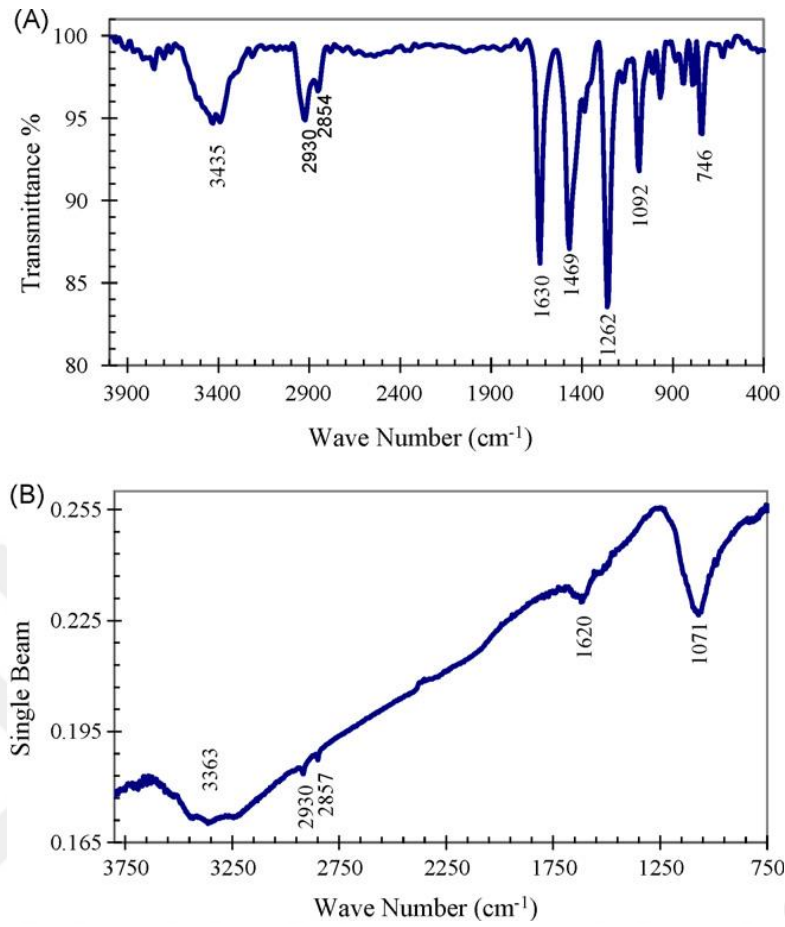 (A)
100
95
90
85
80
Transmittance %
3435
2930
2854
1630
1469
1262
1092
746
3900 3400 2900 2400 1900 1400 900 400
Wave Number (cm⁻¹)
(B)
0.255
0.225
0.195
0.165
Single Beam
3363
2930
2857
1620
1071
3750 3250 2750 2250 1750 1250 750
Wave Number (cm⁻¹)